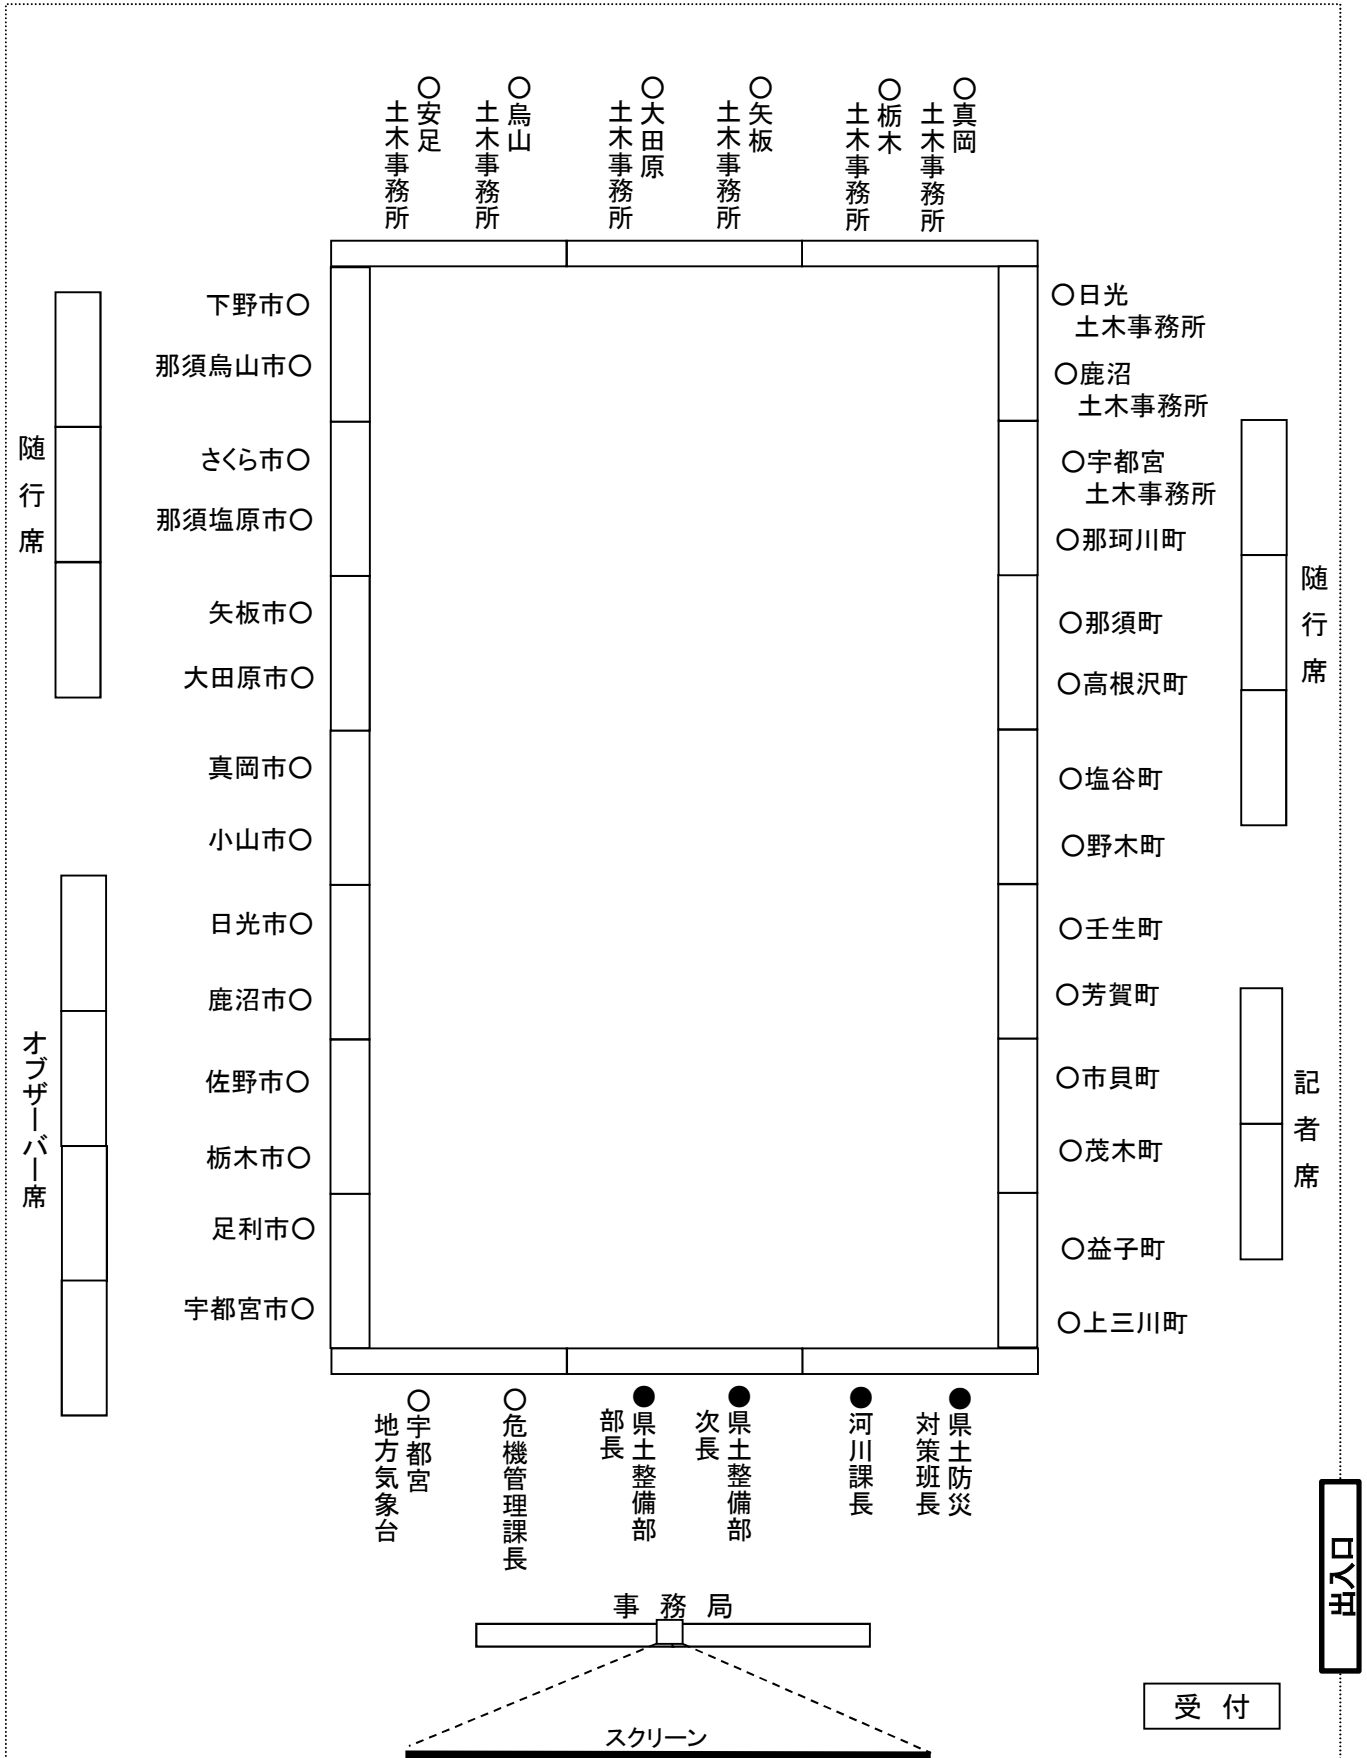 ○安足
土木事務所
○烏山
土木事務所
○大田原
土木事務所
○矢板
土木事務所
○栃木
土木事務所
○真岡
土木事務所
随行席
下野市○
那須烏山市○
さくら市○
那須塩原市○
矢板市○
大田原市○
真岡市○
小山市○
日光市○
鹿沼市○
佐野市○
栃木市○
足利市○
宇都宮市○
オブザーバー席
○日光
土木事務所
○鹿沼
土木事務所
○宇都宮
土木事務所
○那珂川町
○那須町
○高根沢町
○塩谷町
○野木町
○壬生町
○芳賀町
○市貝町
○茂木町
○益子町
○上三川町
随行席
記者席
○宇都宮
地方気象台
○危機管理課長
●県土整備部
部長
●県土整備部
次長
●河川課長
●県土防災
対策班長
事務局
スクリーン
出入口
受付